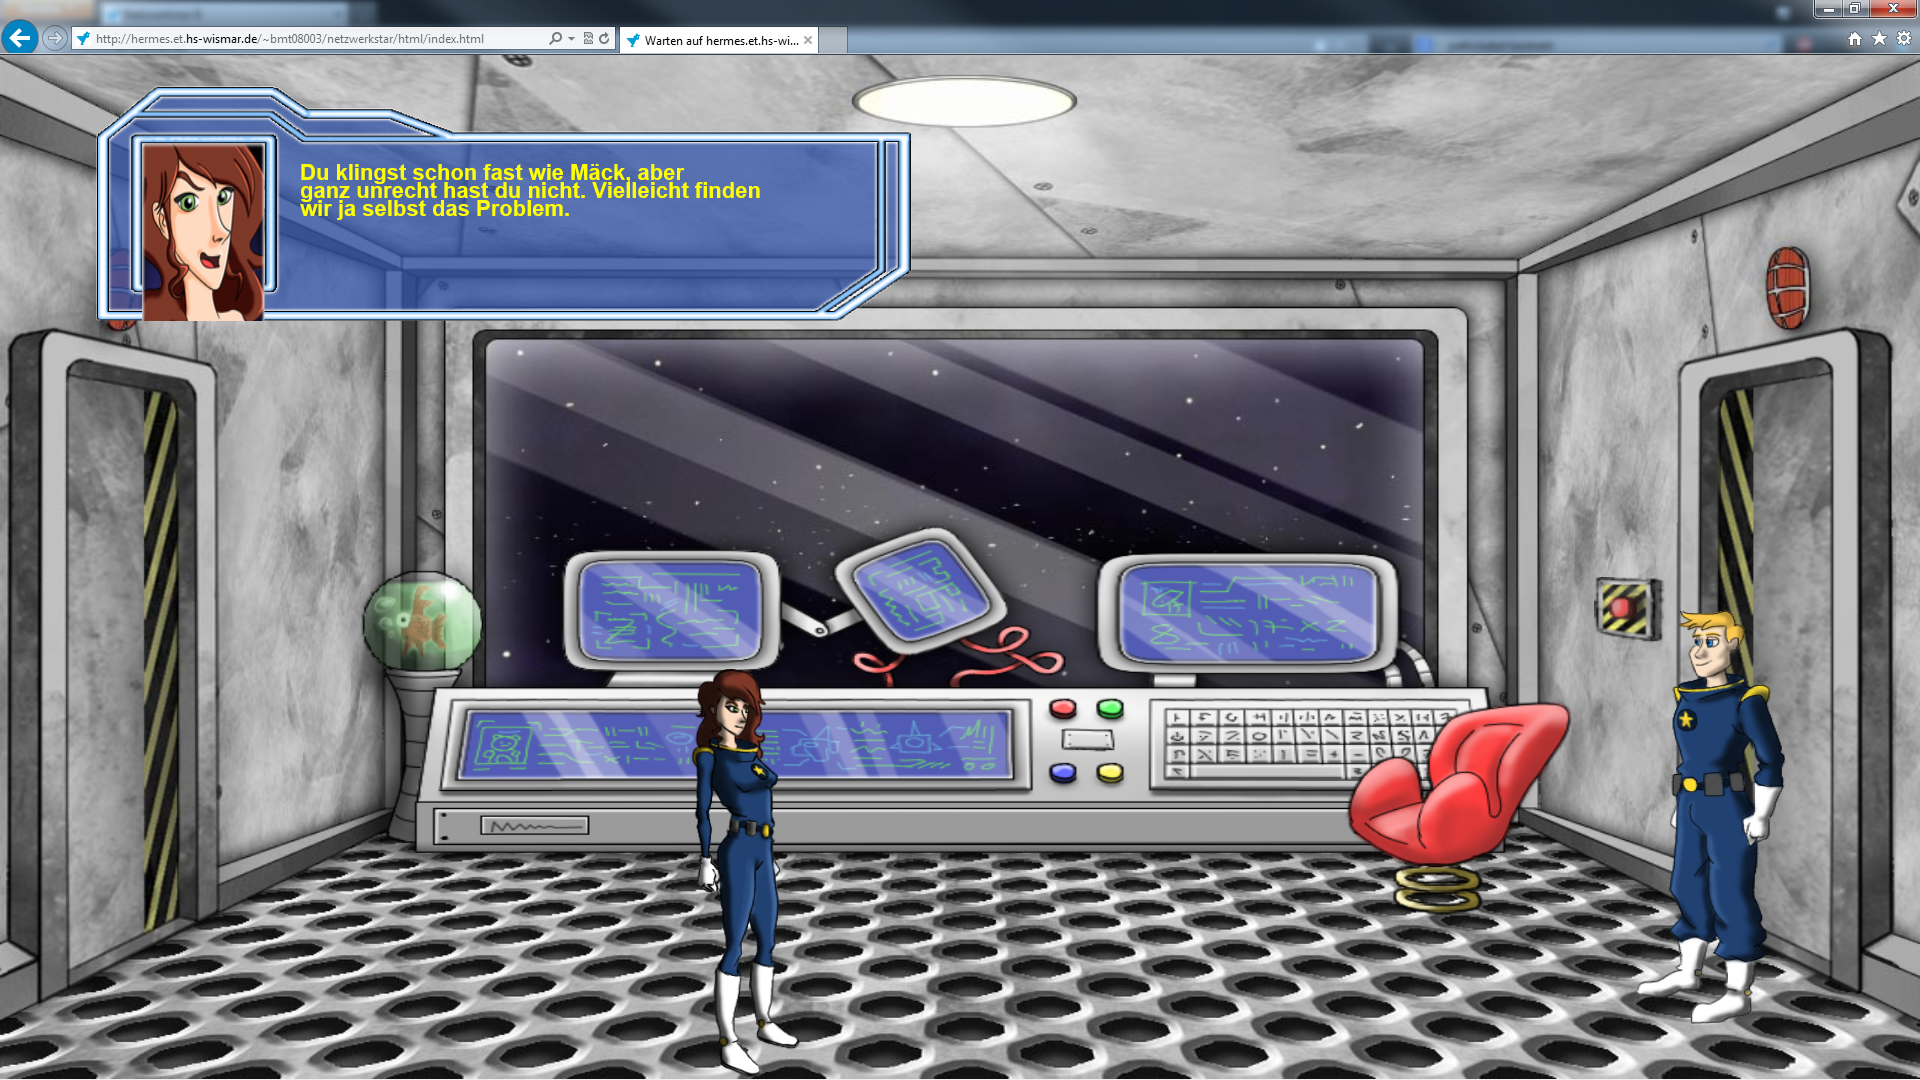 http://hermes.et.hs-wismar.de/~bmt08003/netzwerkstar/html/index.html
Warten auf hermes.et.hs-wi...
Du klingst schon fast wie Mäck, aber
ganz unrecht hast du nicht. Vielleicht finden
wir ja selbst das Problem.